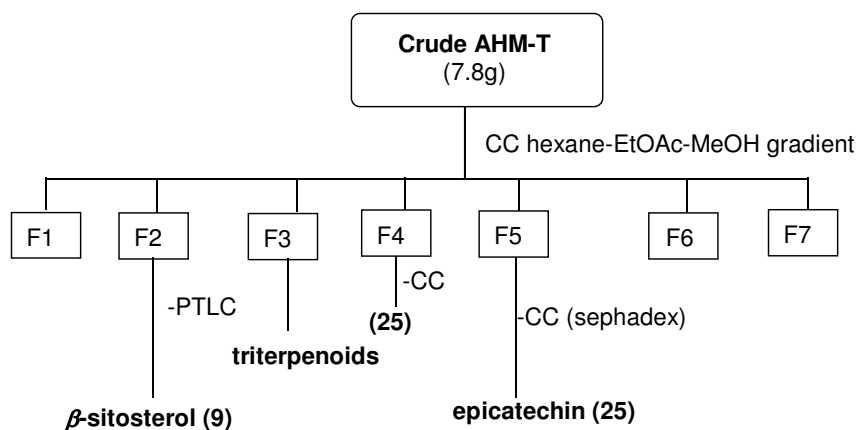 Crude AHM-T
(7.8g)
CC hexane-EtOAc-MeOH gradient
F1
F2
F3
F4
F5
F6
F7
-CC
-PTLC
(25)
-CC (sephadex)
triterpenoids
β-sitosterol (9)
epicatechin (25)